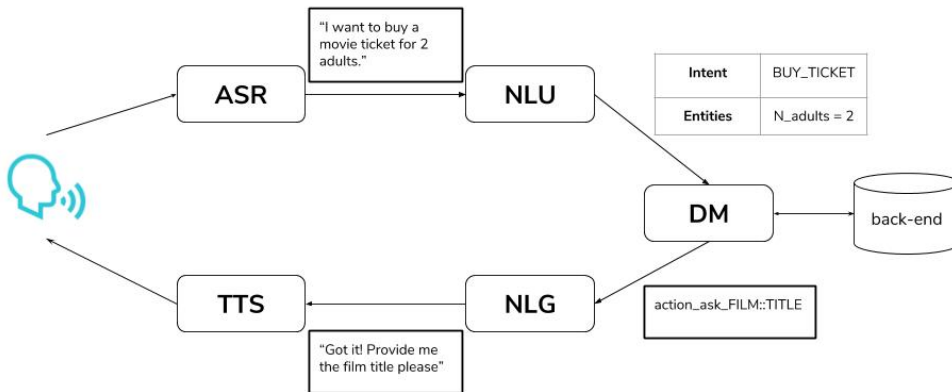 “I want to buy a
movie ticket for 2
adults.”
ASR
NLU
Intent
BUY_TICKET
Entities
N_adults = 2
DM
back-end
action_ask_FILM::TITLE
NLG
TTS
“Got it! Provide me
the film title please”